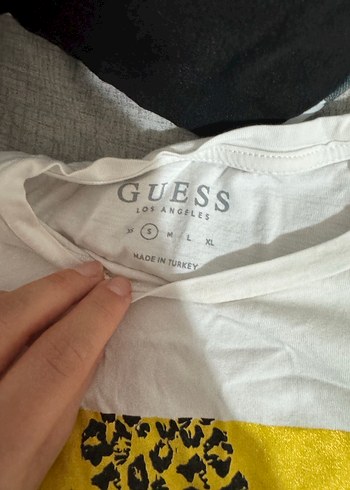 GUESS
LOS ANGELES
XS S M L XL
MADE IN TURKEY